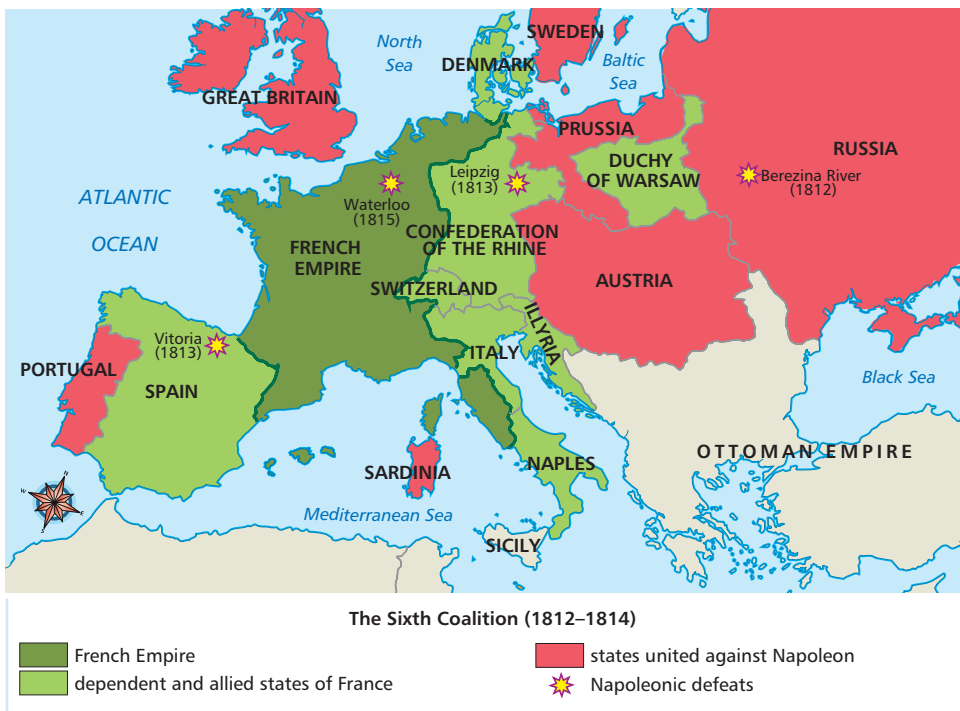 North
Sea
SWEDEN
DENMARK
Baltic
Sea
GREAT BRITAIN
PRUSSIA
RUSSIA
DUCHY
OF WARSAW
Leipzig
(1813)
Berezina River
(1812)
Waterloo
(1815)
ATLANTIC
OCEAN
CONFEDERATION
OF THE RHINE
FRENCH
EMPIRE
SWITZERLAND
AUSTRIA
ILLYRIA
Vitoria
(1813)
ITALY
PORTUGAL
SPAIN
Black Sea
OTTOMAN EMPIRE
SARDINIA
NAPLES
Mediterranean Sea
SICILY
N
W
E
S
The Sixth Coalition (1812–1814)
French Empire
states united against Napoleon
dependent and allied states of France
Napoleonic defeats